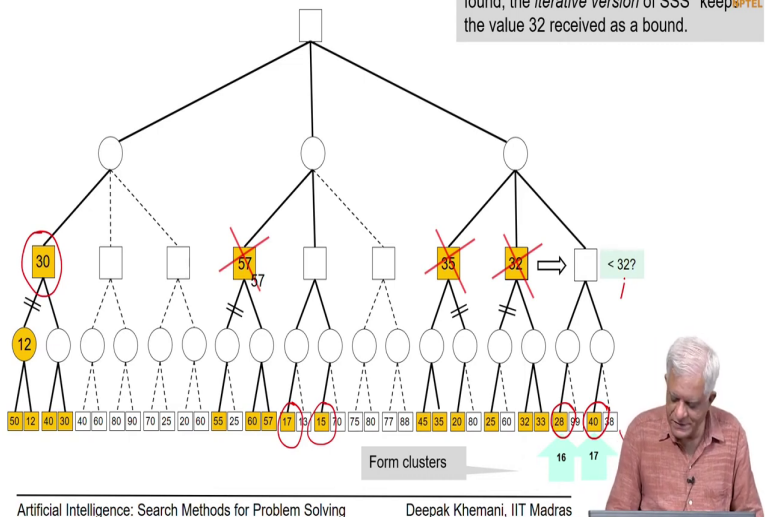 found, the iterative version of SSS* keeps
NPTEL
the value 32 received as a bound.
30 57 35 32 < 32?
57
12
50 12 40 30 40 60 80 90 70 25 20 60 55 25 60 57 17 13 15 70 75 80 77 88 45 35 20 80 25 60 32 33 28 99 40 38
16 17
Form clusters
Artificial Intelligence: Search Methods for Problem Solving Deepak Khemani, IIT Madras